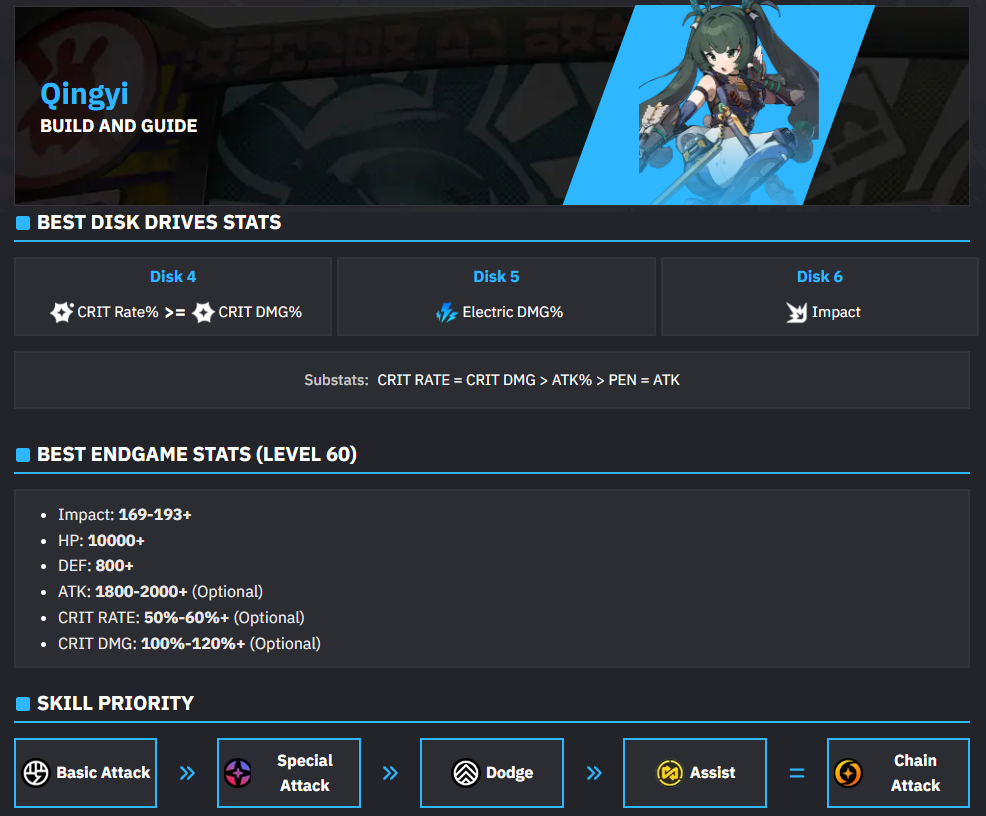 Qingyi
BUILD AND GUIDE
BEST DISK DRIVES STATS
Disk 4
CRIT Rate% >= CRIT DMG%
Disk 5
Electric DMG%
Disk 6
Impact
Substats: CRIT RATE = CRIT DMG > ATK% > PEN = ATK
BEST ENDGAME STATS (LEVEL 60)
• Impact: 169-193+
• HP: 10000+
• DEF: 800+
• ATK: 1800-2000+ (Optional)
• CRIT RATE: 50%-60%+ (Optional)
• CRIT DMG: 100%-120%+ (Optional)
SKILL PRIORITY
Basic Attack »
Special
Attack »
Dodge »
Assist =
Chain
Attack